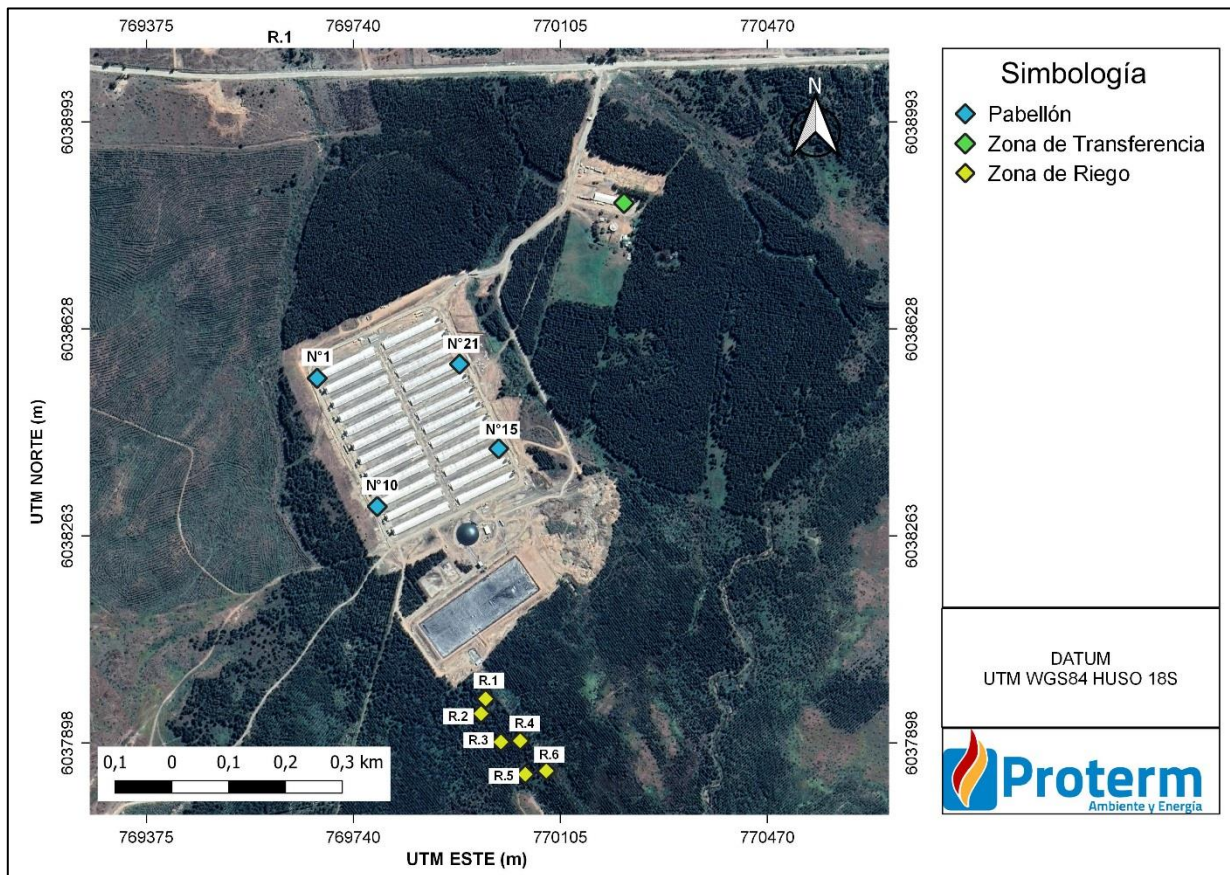 769375 769740 770105 770470
R.1
6038993 6038628 6038263 6037898
UTM NORTE (m)
N
N°1
N°21
N°15
N°10
R.1
R.2
R.3
R.4
R.5
R.6
0,1 0 0,1 0,2 0,3 km
6038993 6038628 6038263 6037898
769375 769740 770105 770470
UTM ESTE (m)
Simbología
Pabellón
Zona de Transferencia
Zona de Riego
DATUM
UTM WGS84 HUSO 18S
Proterm
Ambiente y Energía